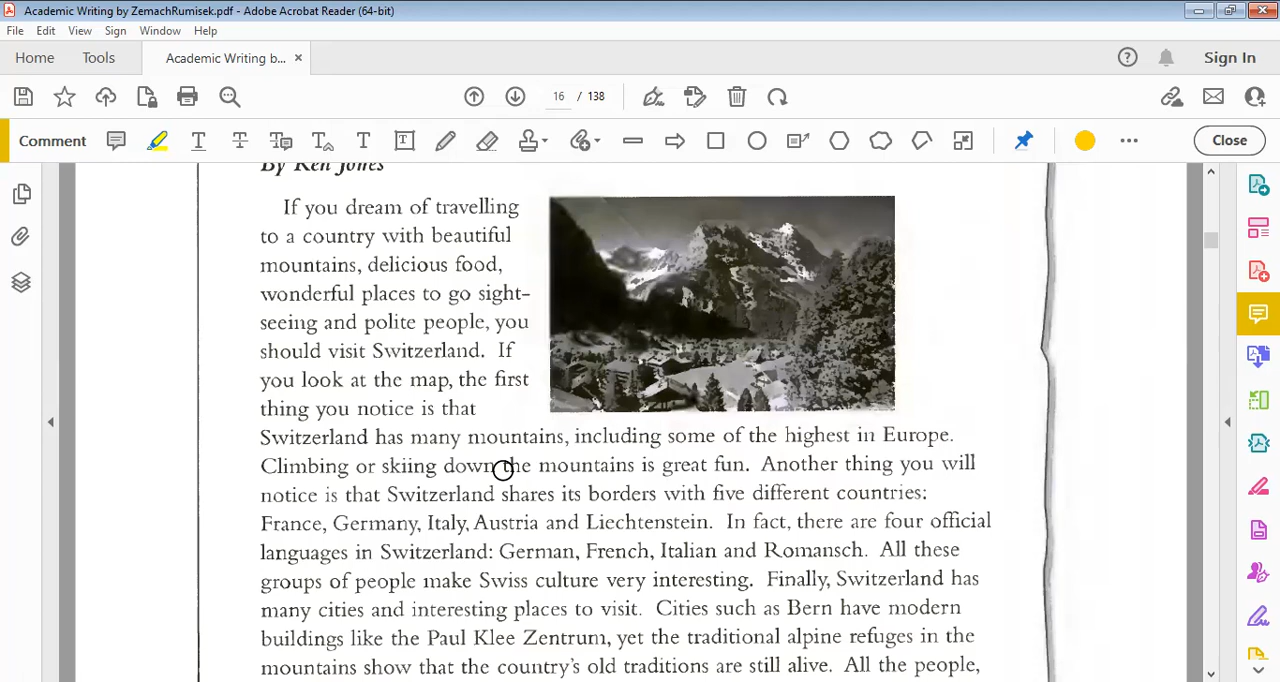 Academic Writing by ZemachRumisek.pdf - Adobe Acrobat Reader (64-bit)
File Edit View Sign Window Help
Home Tools Academic Writing b... × Sign In
16 / 138
Comment Close
By Ken Jones
If you dream of travelling
to a country with beautiful
mountains, delicious food,
wonderful places to go sight-
seeing and polite people, you
should visit Switzerland. If
you look at the map, the first
thing you notice is that
Switzerland has many mountains, including some of the highest in Europe.
Climbing or skiing down the mountains is great fun. Another thing you will
notice is that Switzerland shares its borders with five different countries:
France, Germany, Italy, Austria and Liechtenstein. In fact, there are four official
languages in Switzerland: German, French, Italian and Romansch. All these
groups of people make Swiss culture very interesting. Finally, Switzerland has
many cities and interesting places to visit. Cities such as Bern have modern
buildings like the Paul Klee Zentrum, yet the traditional alpine refuges in the
mountains show that the country's old traditions are still alive. All the people,